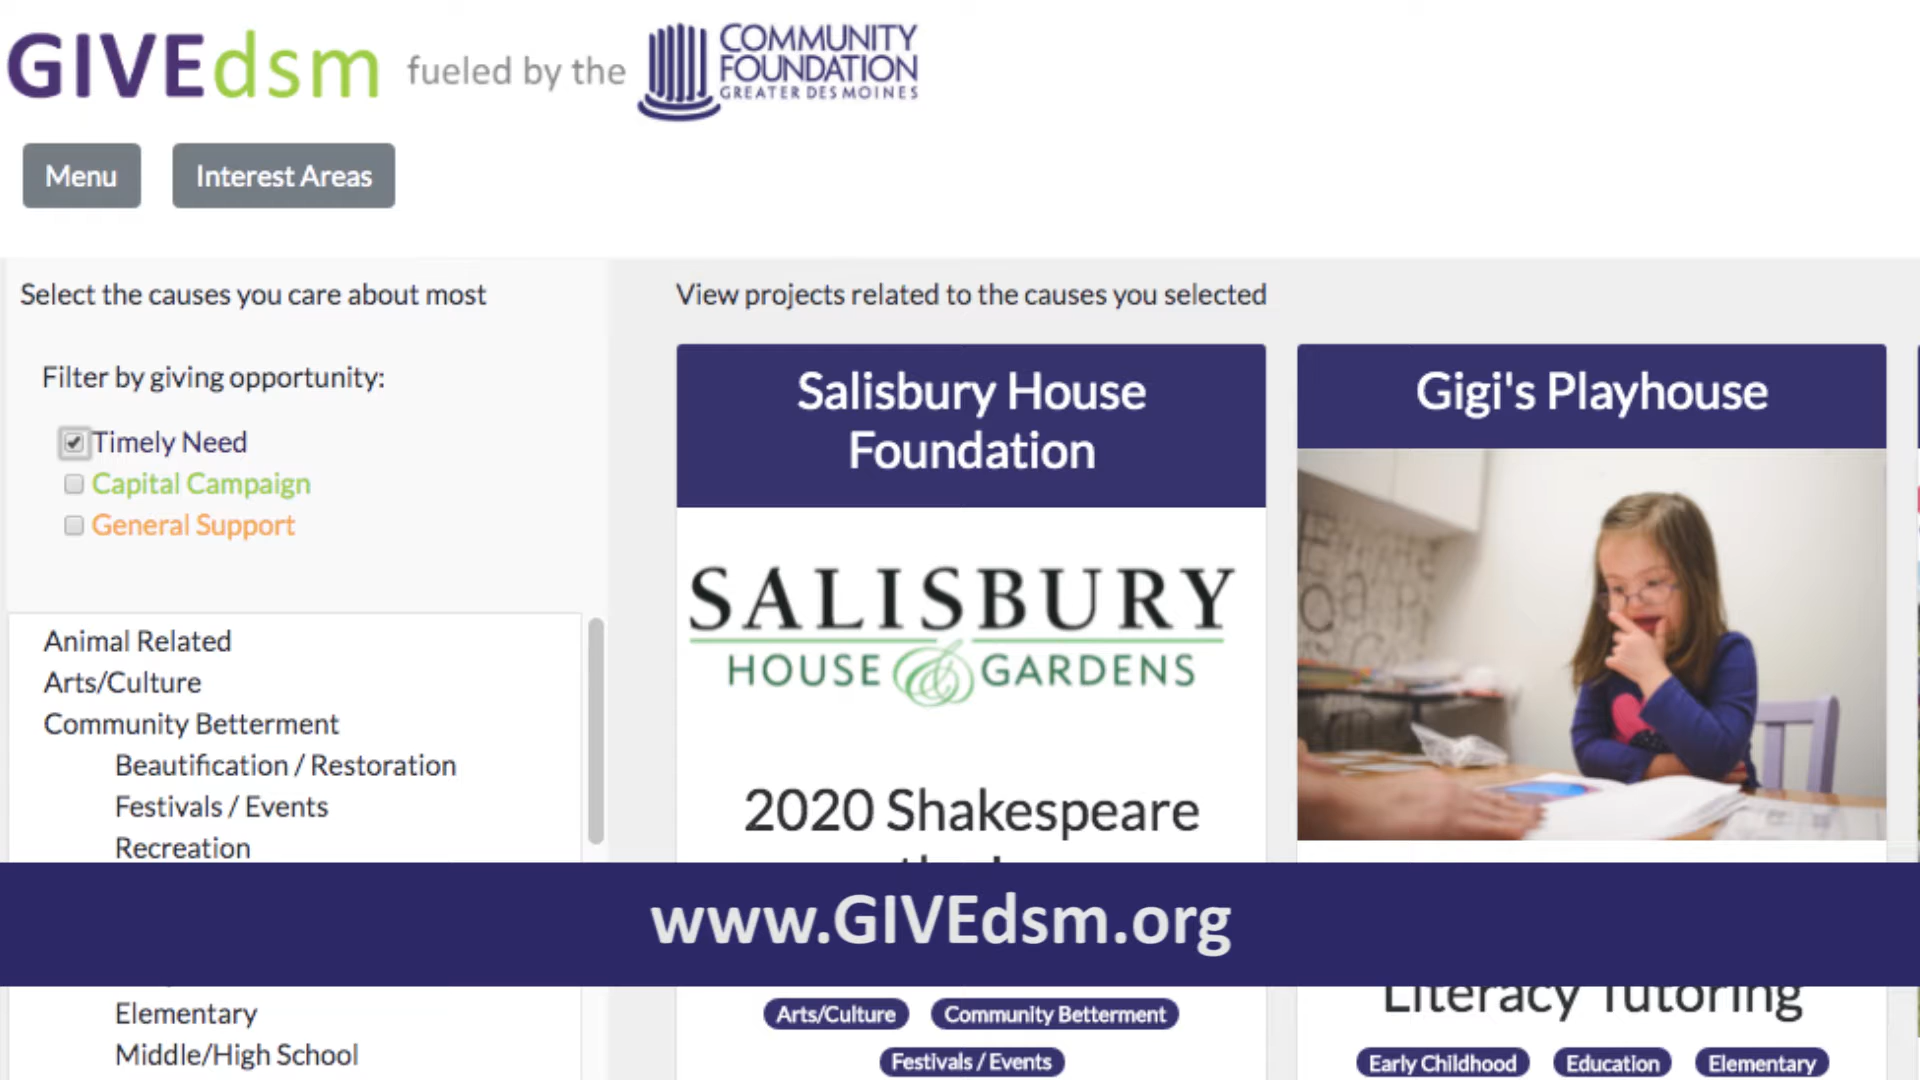 GIVEdsm fueled by the
COMMUNITY
FOUNDATION
GREATER DES MOINES
Menu
Interest Areas
Select the causes you care about most
Filter by giving opportunity:
Timely Need
Capital Campaign
General Support
Animal Related
Arts/Culture
Community Betterment
Beautification / Restoration
Festivals / Events
Recreation
Elementary
Middle/High School
View projects related to the causes you selected
Salisbury House
Foundation
SALISBURY
HOUSE & GARDENS
2020 Shakespeare
Arts/Culture
Community Betterment
Festivals / Events
Gigi's Playhouse
Literacy Tutoring
Early Childhood
Education
Elementary
www.GIVEdsm.org